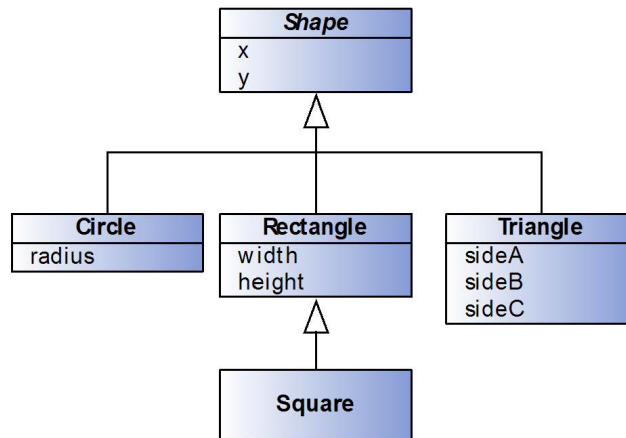 Shape
x
y
Circle
radius
Rectangle
width
height
Triangle
sideA
sideB
sideC
Square